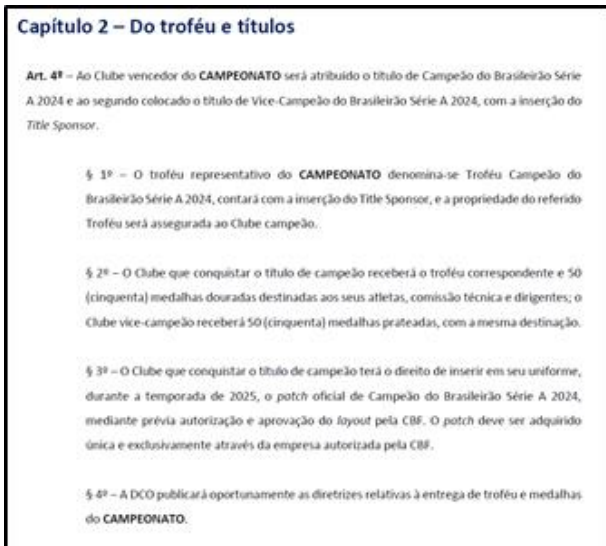 Capítulo 2 – Do troféu e títulos
Art. 4º – Ao Clube vencedor do CAMPEONATO será atribuído o título de Campeão do Brasileirão Série
A 2024 e ao segundo colocado o título de Vice-Campeão do Brasileirão Série A 2024, com a inserção do
Title Sponsor.
§ 1º – O troféu representativo do CAMPEONATO denomina-se Troféu Campeão do
Brasileirão Série A 2024, contará com a inserção do Title Sponsor, e a propriedade do referido
Troféu será assegurada ao Clube campeão.
§ 2º – O Clube que conquistar o título de campeão receberá o troféu correspondente e 50
(cinquenta) medalhas douradas destinadas aos seus atletas, comissão técnica e dirigentes; o
Clube vice-campeão receberá 50 (cinquenta) medalhas prateadas, com a mesma destinação.
§ 3º – O Clube que conquistar o título de campeão terá o direito de inserir em seu uniforme,
durante a temporada de 2025, o patch oficial de Campeão do Brasileirão Série A 2024,
mediante prévia autorização e aprovação do layout pela CBF. O patch deve ser adquirido
única e exclusivamente através da empresa autorizada pela CBF.
§ 4º – A DCO publicará oportunamente as diretrizes relativas à entrega de troféu e medalhas
do CAMPEONATO.